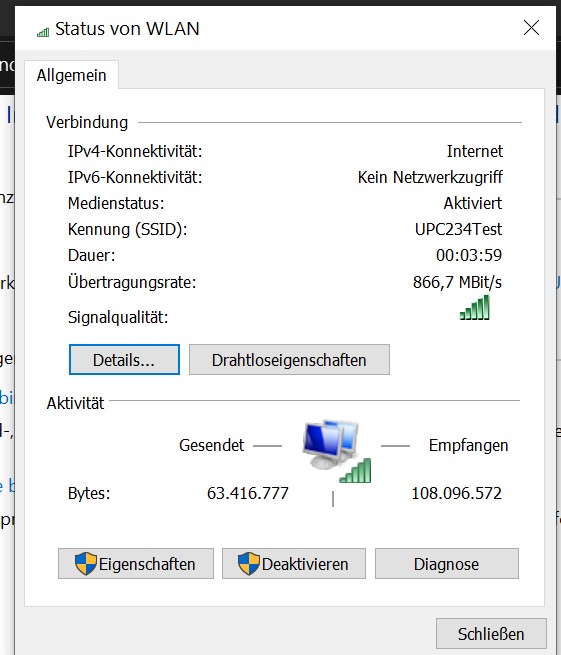 Status von WLAN
Allgemein
Verbindung
IPv4-Konnektivität: Internet
IPv6-Konnektivität: Kein Netzwerkzugriff
Medienstatus: Aktiviert
Kennung (SSID): UPC234Test
Dauer: 00:03:59
Übertragungsrate: 866,7 MBit/s
Signalqualität:
Details... Drahtloseigenschaften
Aktivität
Gesendet Empfangen
Bytes: 63.416.777 108.096.572
Eigenschaften Deaktivieren Diagnose
Schließen